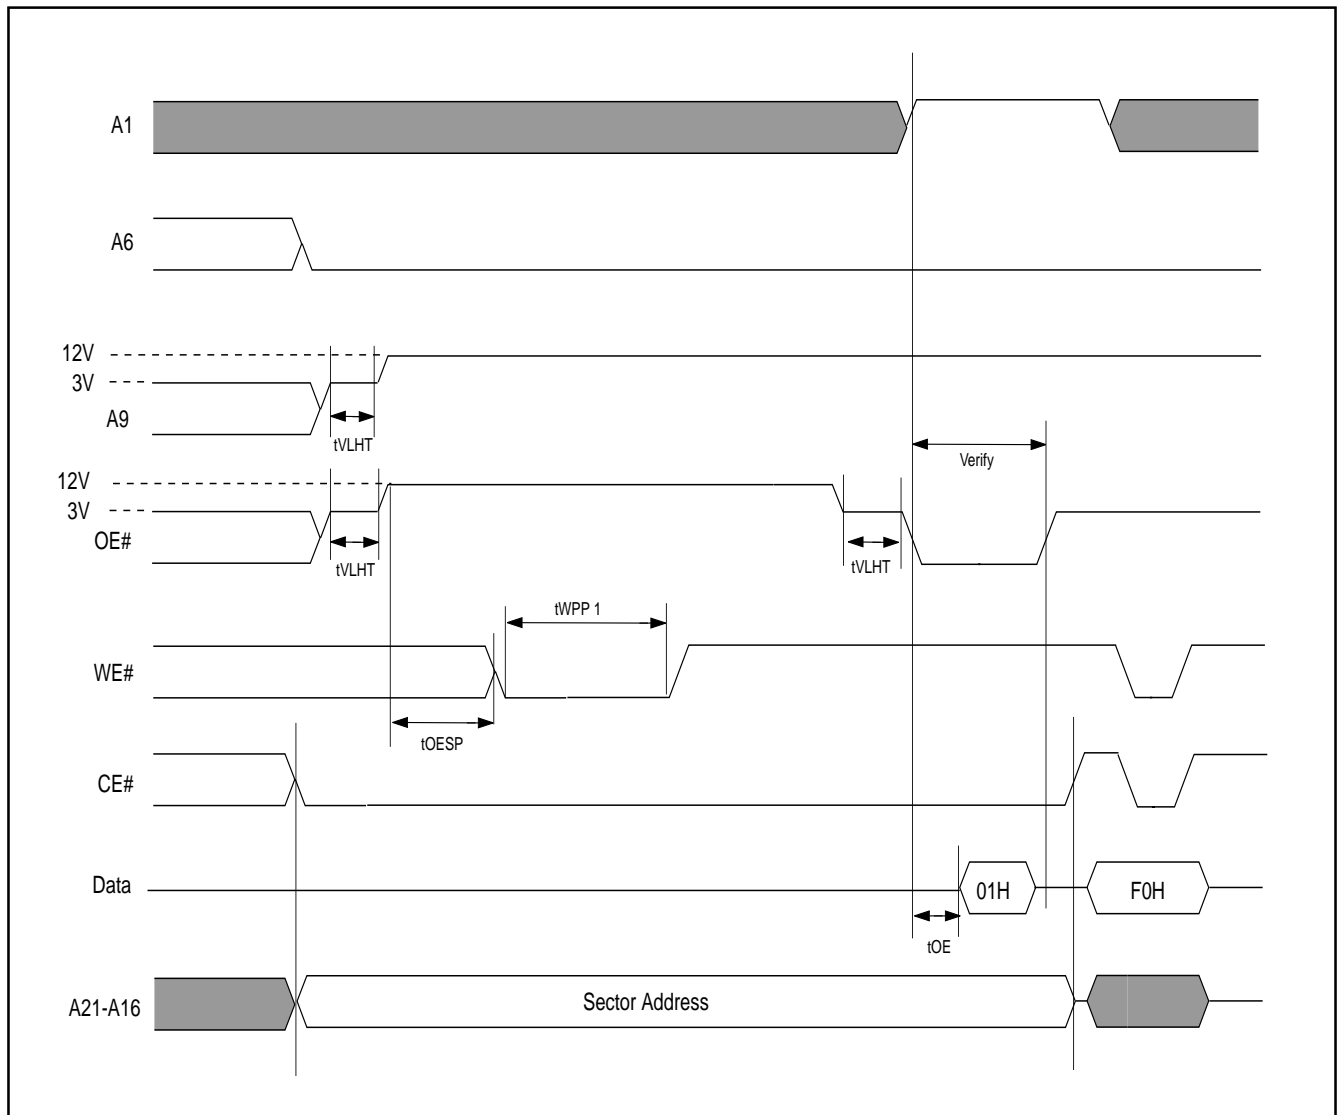 A1
A6
12V
3V
A9
tVLHT
Verify
12V
3V
OE#
tVLHT
tVLHT
tWPP 1
WE#
tOESP
CE#
Data
01H
F0H
tOE
A21-A16
Sector Address